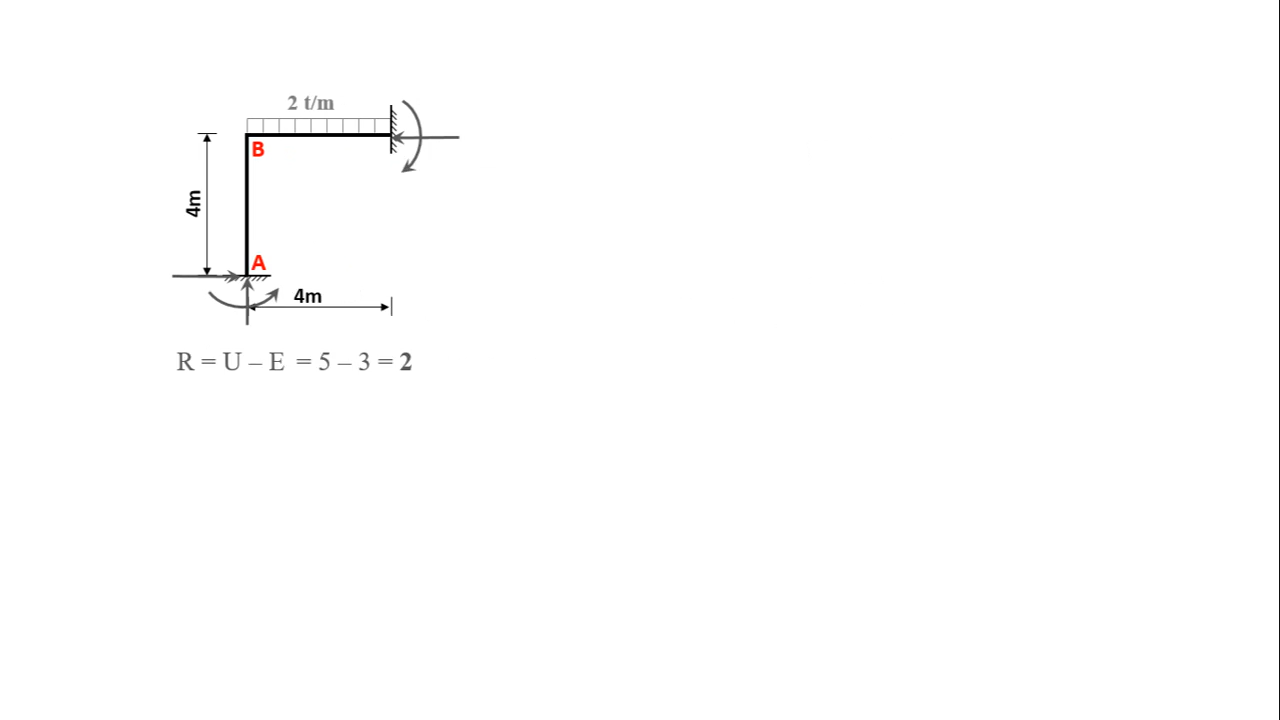 2 t/m
B
4m
A
4m
R = U – E = 5 – 3 = 2